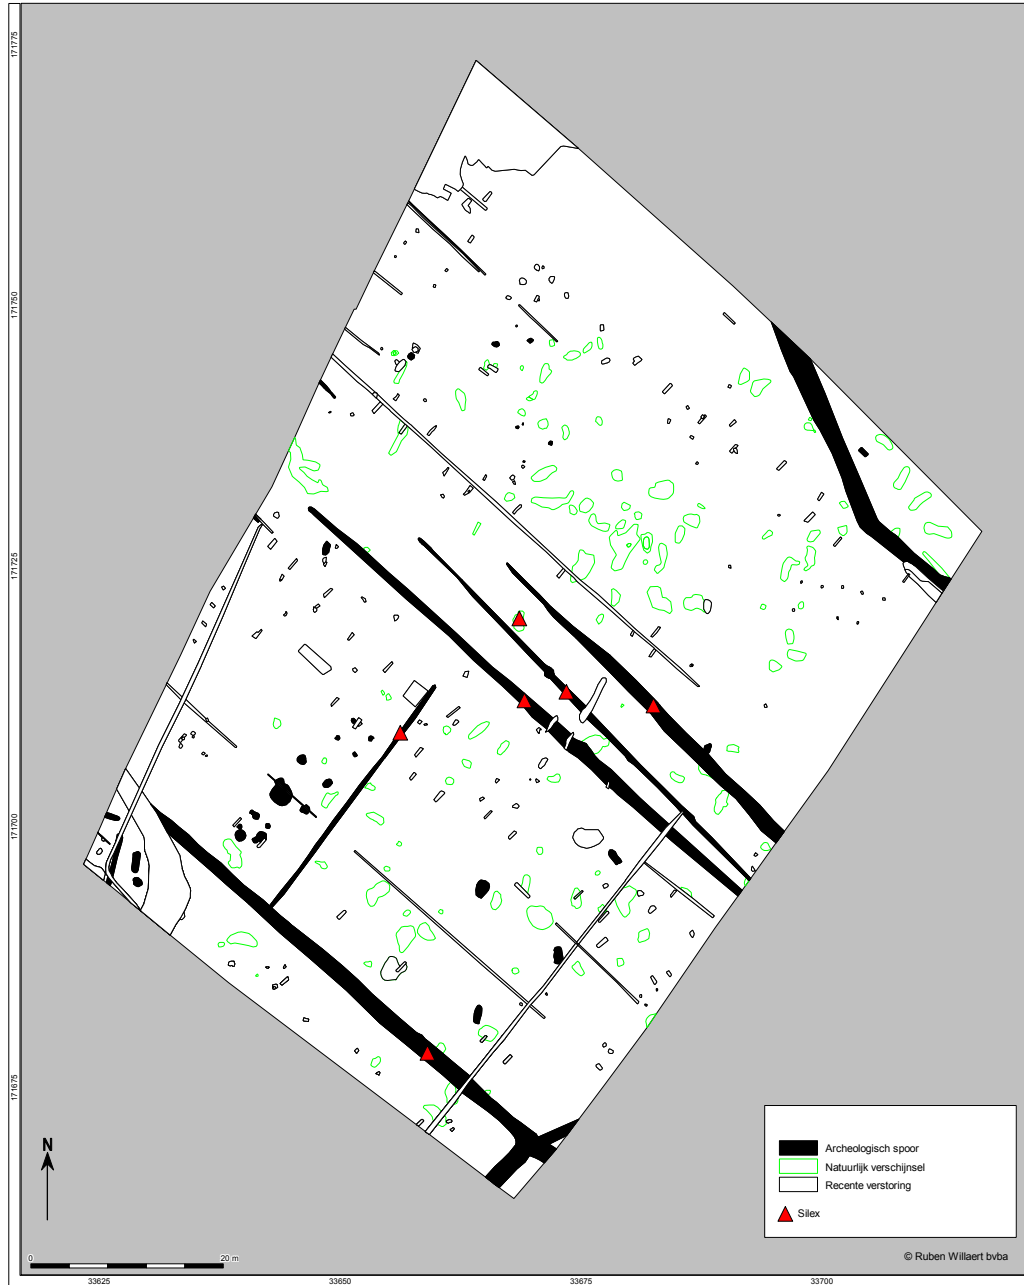 171775
171750
171725
171700
171675
N
0 20 m
33625 33650 33675 33700
Archeologisch spoor
Natuurlijk verschijnsel
Recente verstoring
Silex
© Ruben Willaert bvba